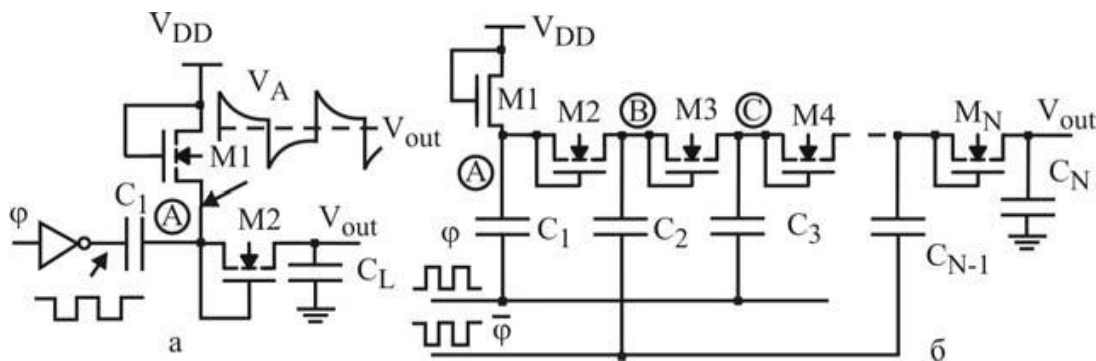 V_DD
V_A
V_out
M1
C_1
A
M2
V_out
φ
C_L
а
V_DD
M1
M2
B
M3
C
M4
M_N
V_out
A
C_N
φ
C_1
C_2
C_3
C_N-1
φ̄
б